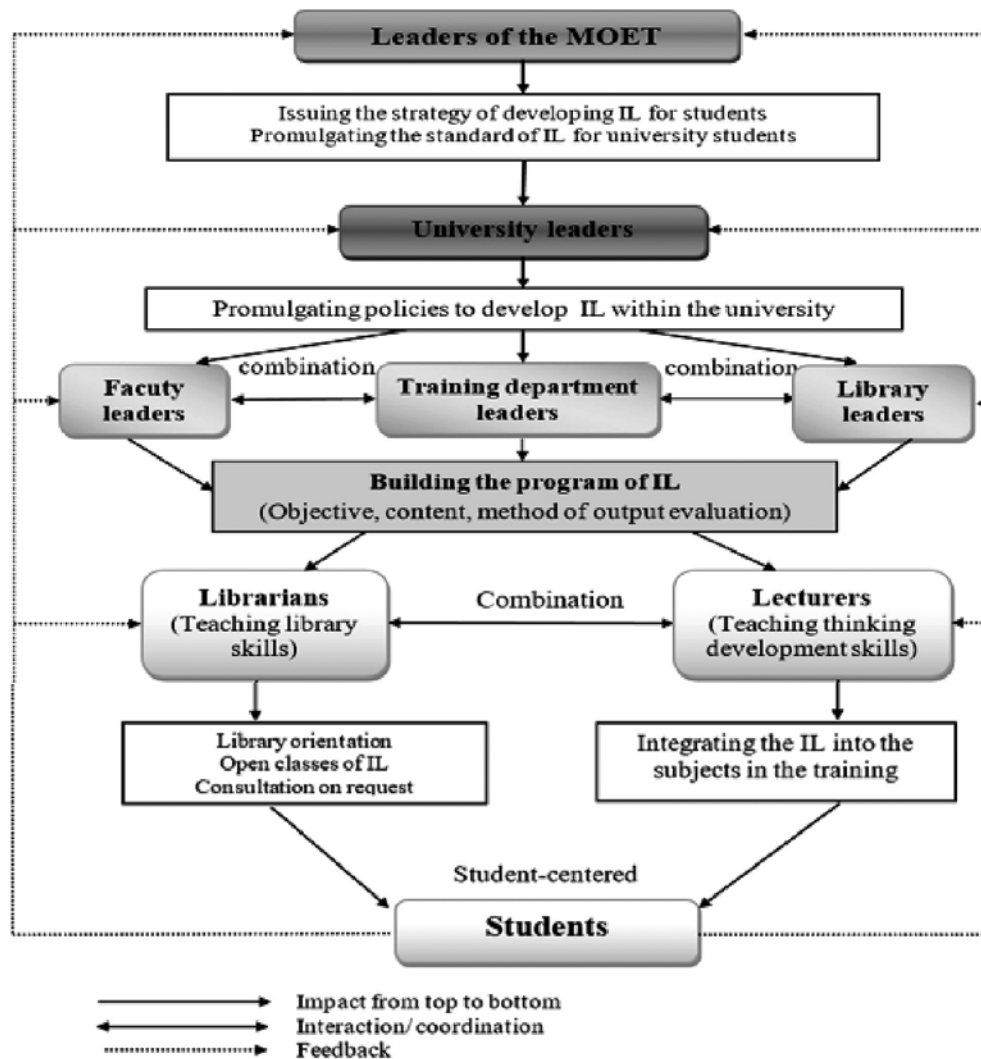 Leaders of the MOET
Issuing the strategy of developing IL for students
Promulgating the standard of IL for university students
University leaders
Promulgating policies to develop IL within the university
combination
combination
Facuty
leaders
Training department
leaders
Library
leaders
Building the program of IL
(Objective, content, method of output evaluation)
Librarians
(Teaching library
skills)
Combination
Lecturers
(Teaching thinking
development skills)
Library orientation
Open classes of IL
Consultation on request
Integrating the IL into the
subjects in the training
Student-centered
Students
Impact from top to bottom
Interaction/ coordination
Feedback